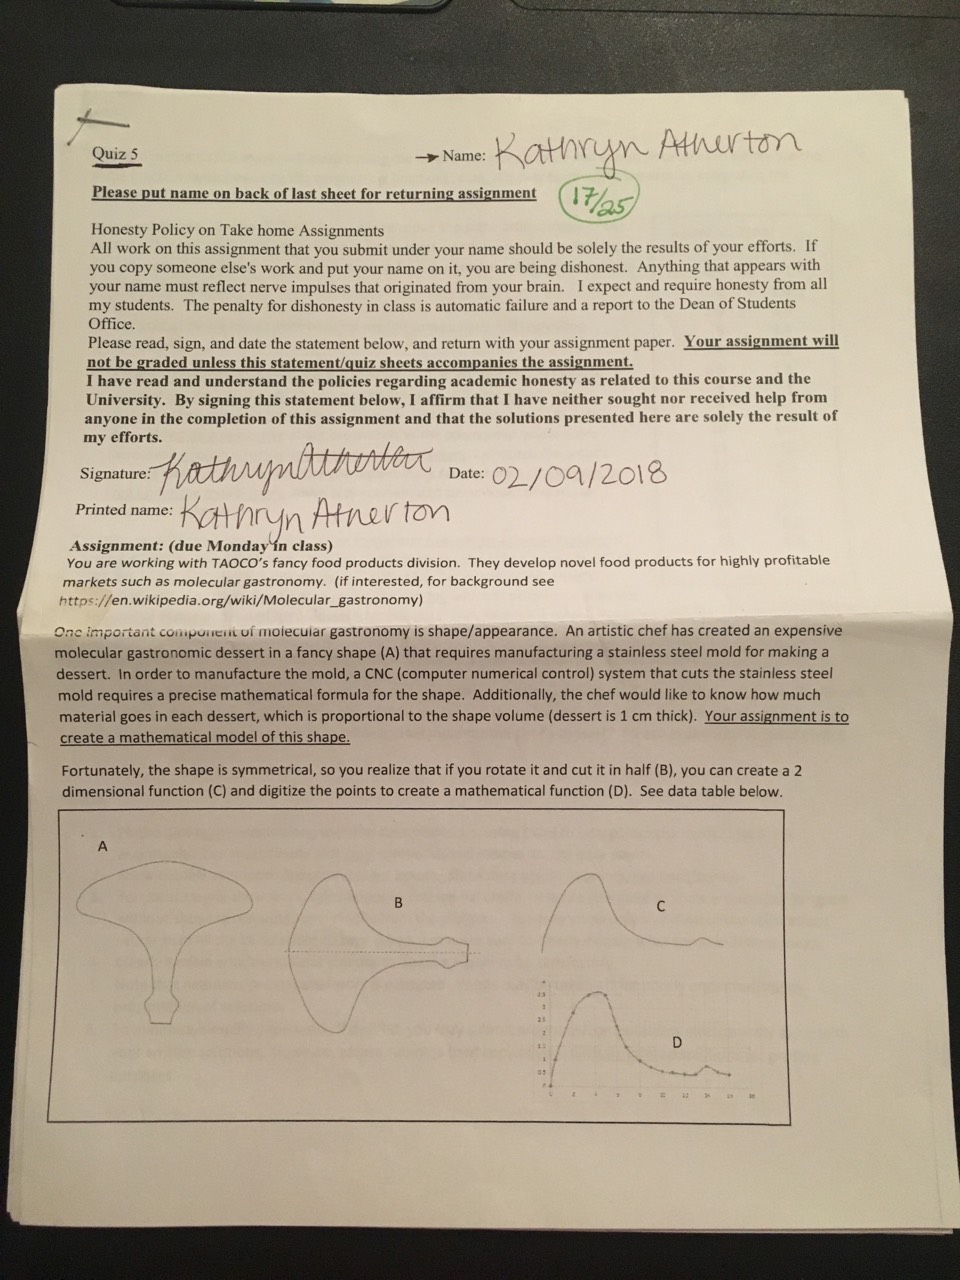 Quiz 5
→ Name: Kathryn Atherton
Please put name on back of last sheet for returning assignment
17/25
Honesty Policy on Take home Assignments
All work on this assignment that you submit under your name should be solely the results of your efforts. If
you copy someone else's work and put your name on it, you are being dishonest. Anything that appears with
your name must reflect nerve impulses that originated from your brain. I expect and require honesty from all
my students. The penalty for dishonesty in class is automatic failure and a report to the Dean of Students
Office.
Please read, sign, and date the statement below, and return with your assignment paper. Your assignment will
not be graded unless this statement/quiz sheets accompanies the assignment.
I have read and understand the policies regarding academic honesty as related to this course and the
University. By signing this statement below, I affirm that I have neither sought nor received help from
anyone in the completion of this assignment and that the solutions presented here are solely the result of
my efforts.
Signature: Kathryn Atherton Date: 02/09/2018
Printed name: Kathryn Atherton
Assignment: (due Monday in class)
You are working with TAOCO's fancy food products division. They develop novel food products for highly profitable
markets such as molecular gastronomy. (if interested, for background see
https://en.wikipedia.org/wiki/Molecular_gastronomy)
One important component of molecular gastronomy is shape/appearance. An artistic chef has created an expensive
molecular gastronomic dessert in a fancy shape (A) that requires manufacturing a stainless steel mold for making a
dessert. In order to manufacture the mold, a CNC (computer numerical control) system that cuts the stainless steel
mold requires a precise mathematical formula for the shape. Additionally, the chef would like to know how much
material goes in each dessert, which is proportional to the shape volume (dessert is 1 cm thick). Your assignment is to
create a mathematical model of this shape.
Fortunately, the shape is symmetrical, so you realize that if you rotate it and cut it in half (B), you can create a 2
dimensional function (C) and digitize the points to create a mathematical function (D). See data table below.
A
B
C
D